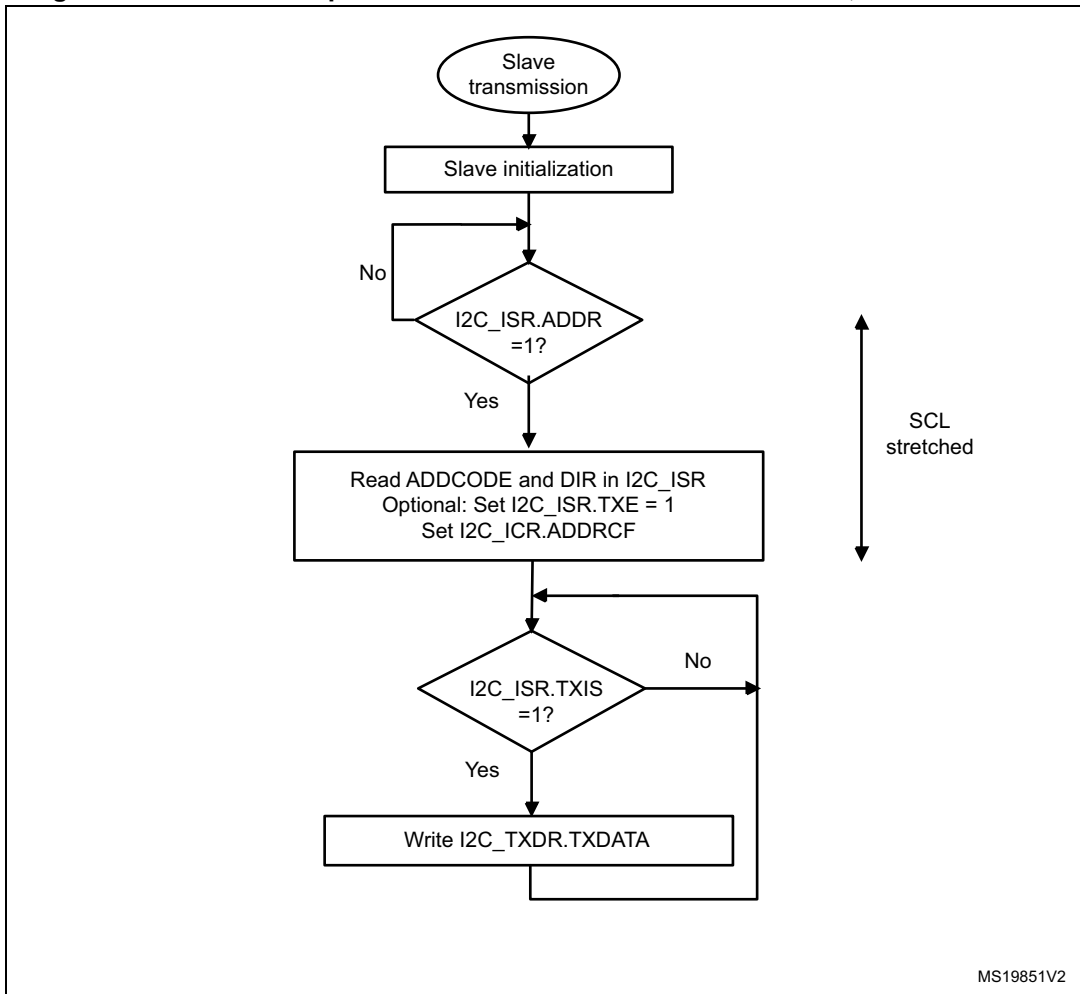 Slave
transmission
Slave initialization
No
I2C_ISR.ADDR
=1?
Yes
SCL
stretched
Read ADDCODE and DIR in I2C_ISR
Optional: Set I2C_ISR.TXE = 1
Set I2C_ICR.ADDRCF
No
I2C_ISR.TXIS
=1?
Yes
Write I2C_TXDR.TXDATA
MS19851V2